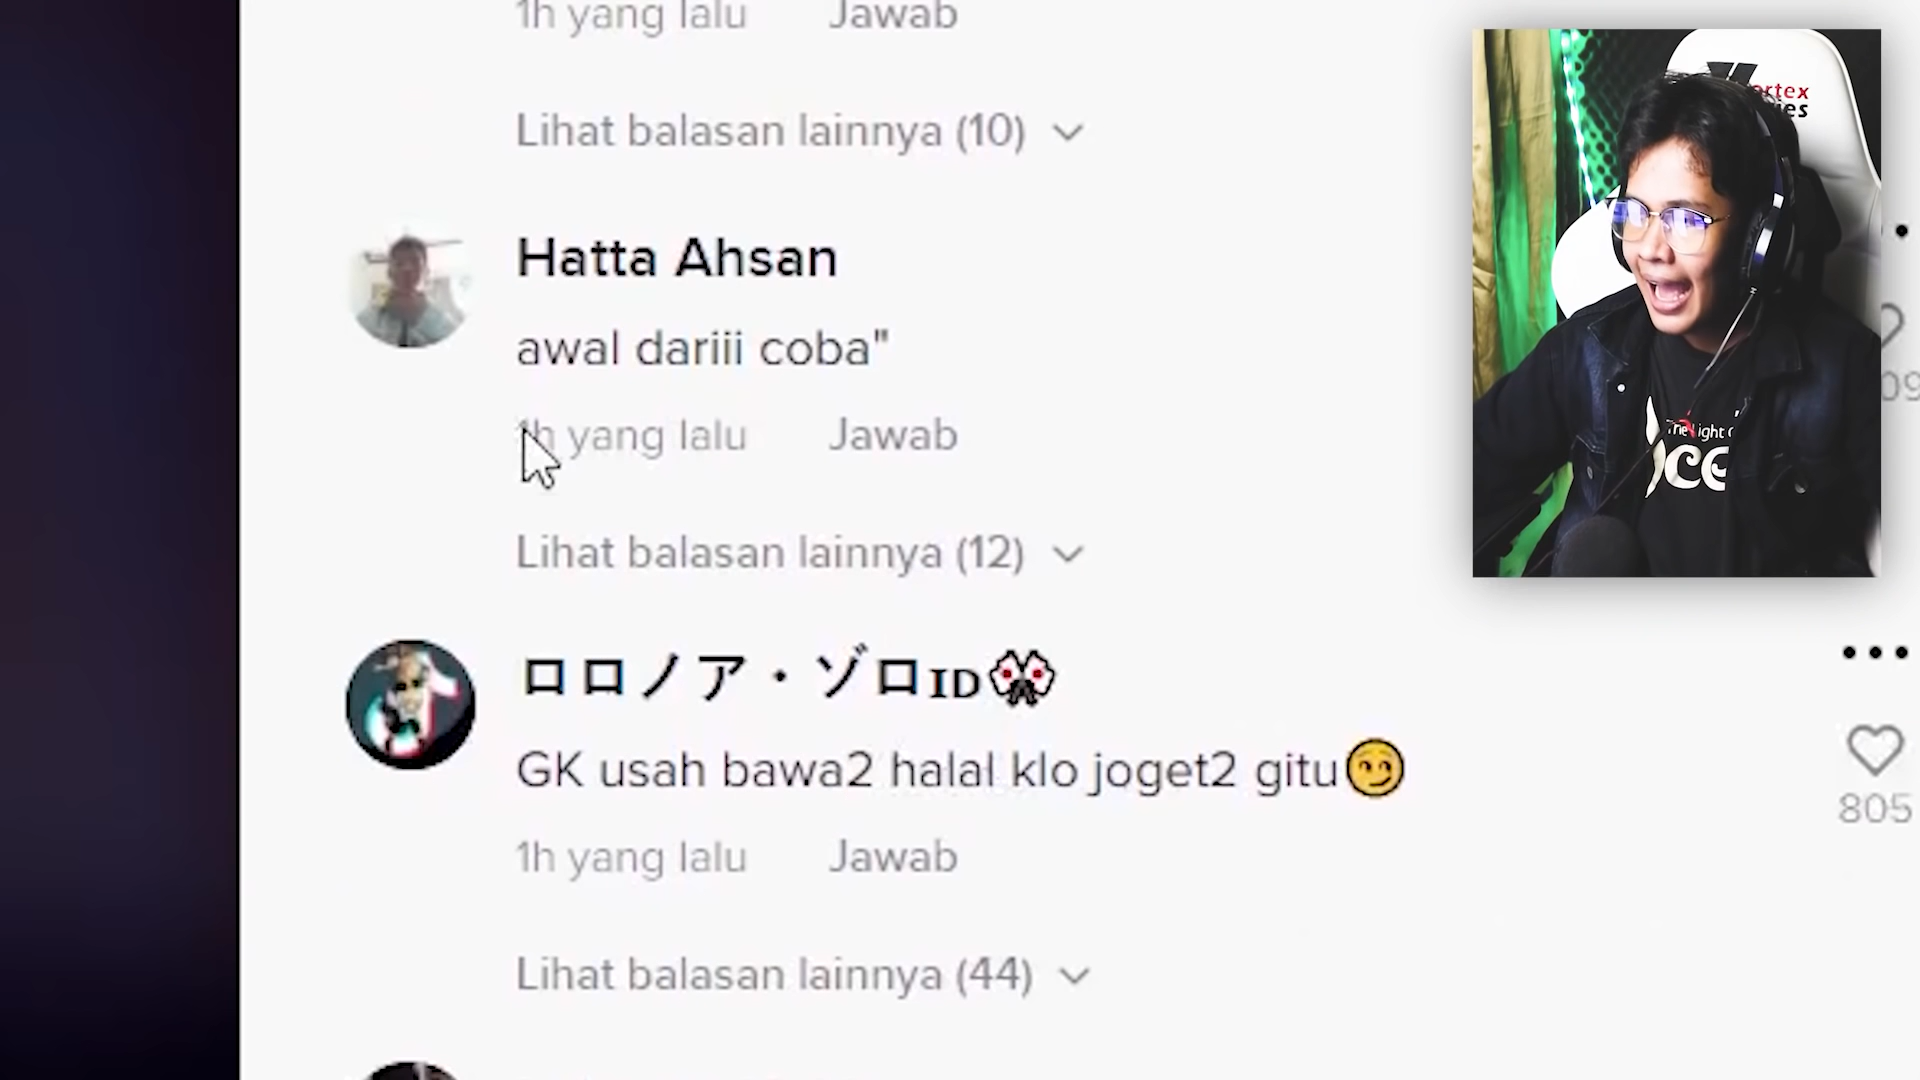 1h yang lalu Jawab
Lihat balasan lainnya (10)
Hatta Ahsan
awal dariii coba"
1h yang lalu Jawab
Lihat balasan lainnya (12)
ロロノア・ゾロID
GK usah bawa2 halal klo joget2 gitu😏
805
1h yang lalu Jawab
Lihat balasan lainnya (44)
The Light